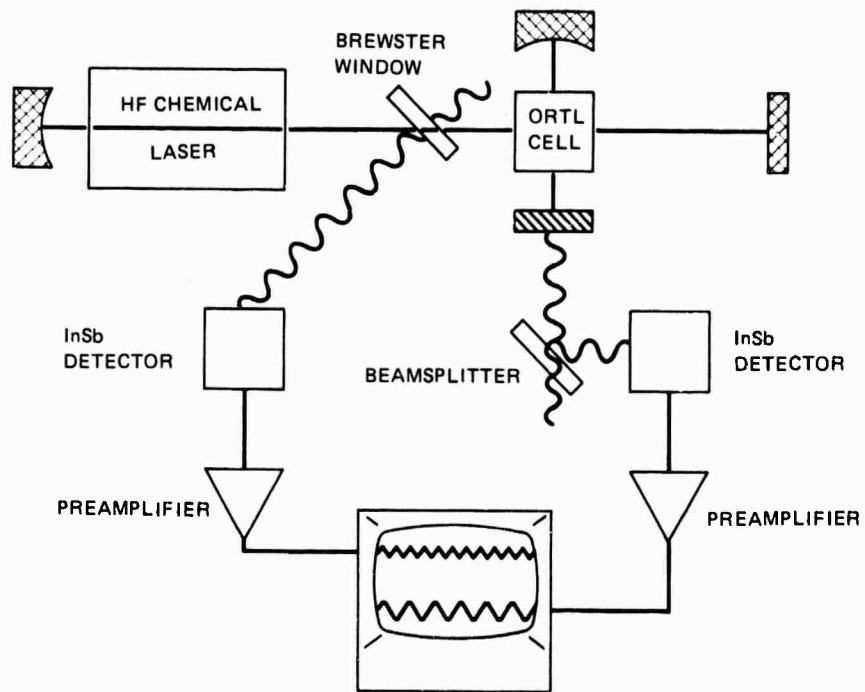 BREWSTER
WINDOW
HF CHEMICAL
LASER
ORTL
CELL
InSb
DETECTOR
BEAMSPLITTER
InSb
DETECTOR
PREAMPLIFIER
PREAMPLIFIER